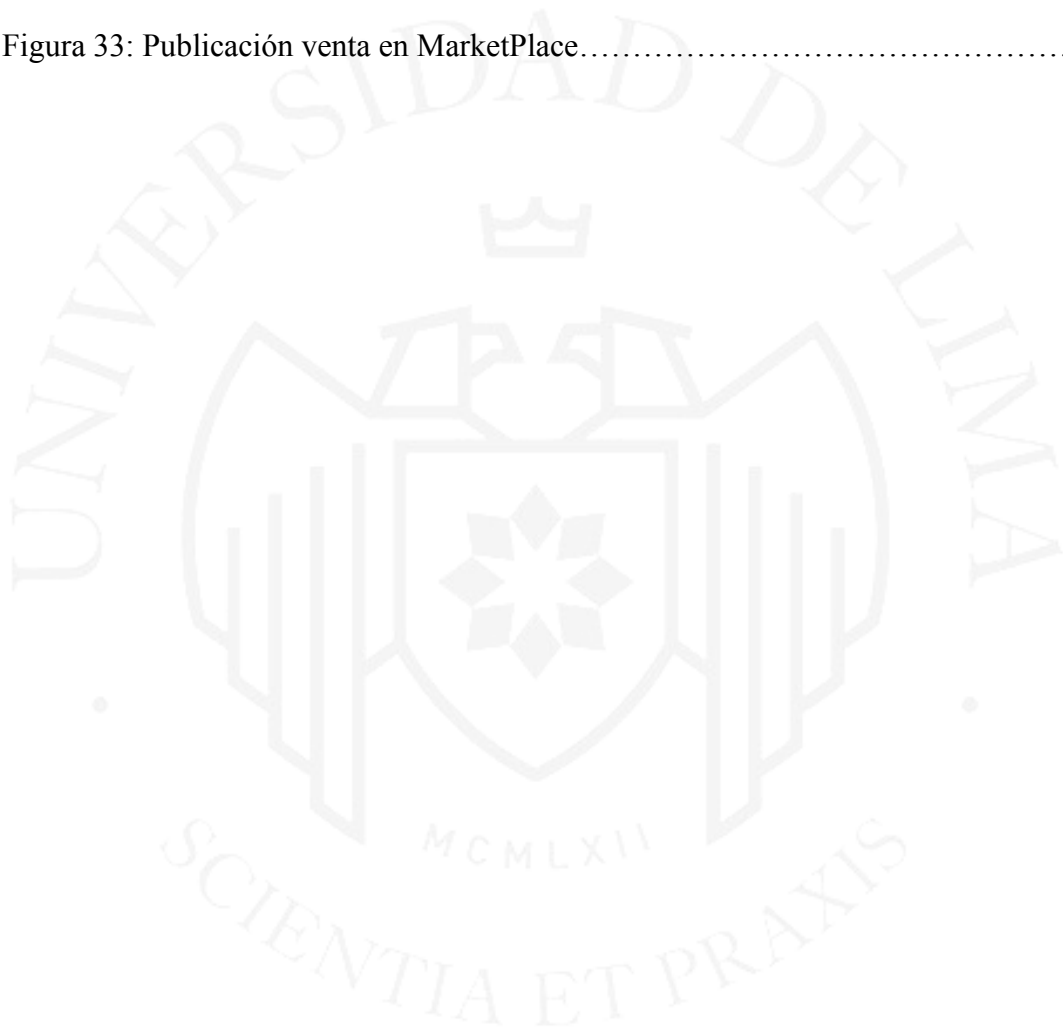 Figura 33: Publicación venta en MarketPlace……………………………………….
UNIVERSIDAD DE LIMA
MCMLXII
SCIENTIA ET PRAXIS